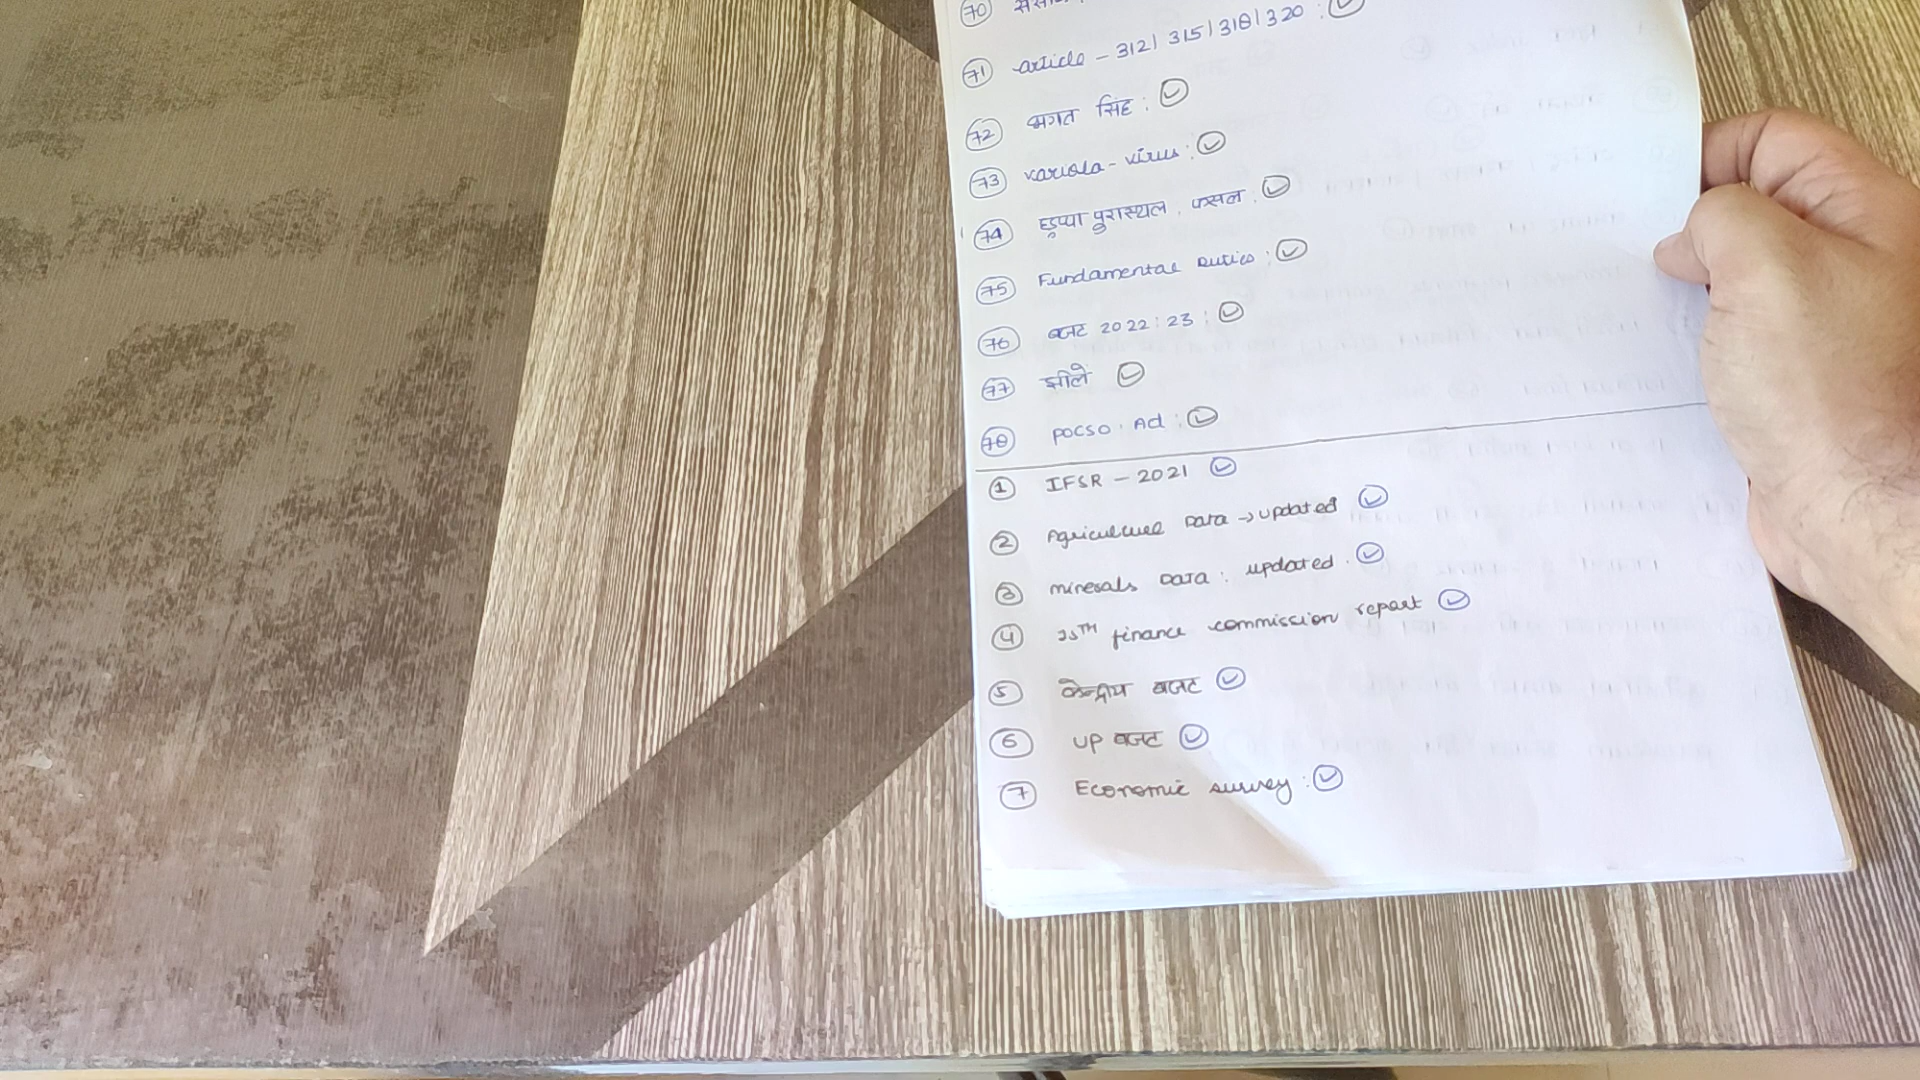 70
71 article - 312 | 315 | 318 | 320 :
72 भगत सिंह :
73 variola - virus :
74 हड़प्पा पुरास्थल , फसल :
75 Fundamental Duties :
76 बजट 2022 : 23 :
77 झीले
78 POCSO . Act :
1 IFSR - 2021
2 Agriculture Data → updated
3 minerals DATA : updated .
4 15TH finance commission report
5 केन्द्रीय बजट
6 UP बजट
7 Economic survey :